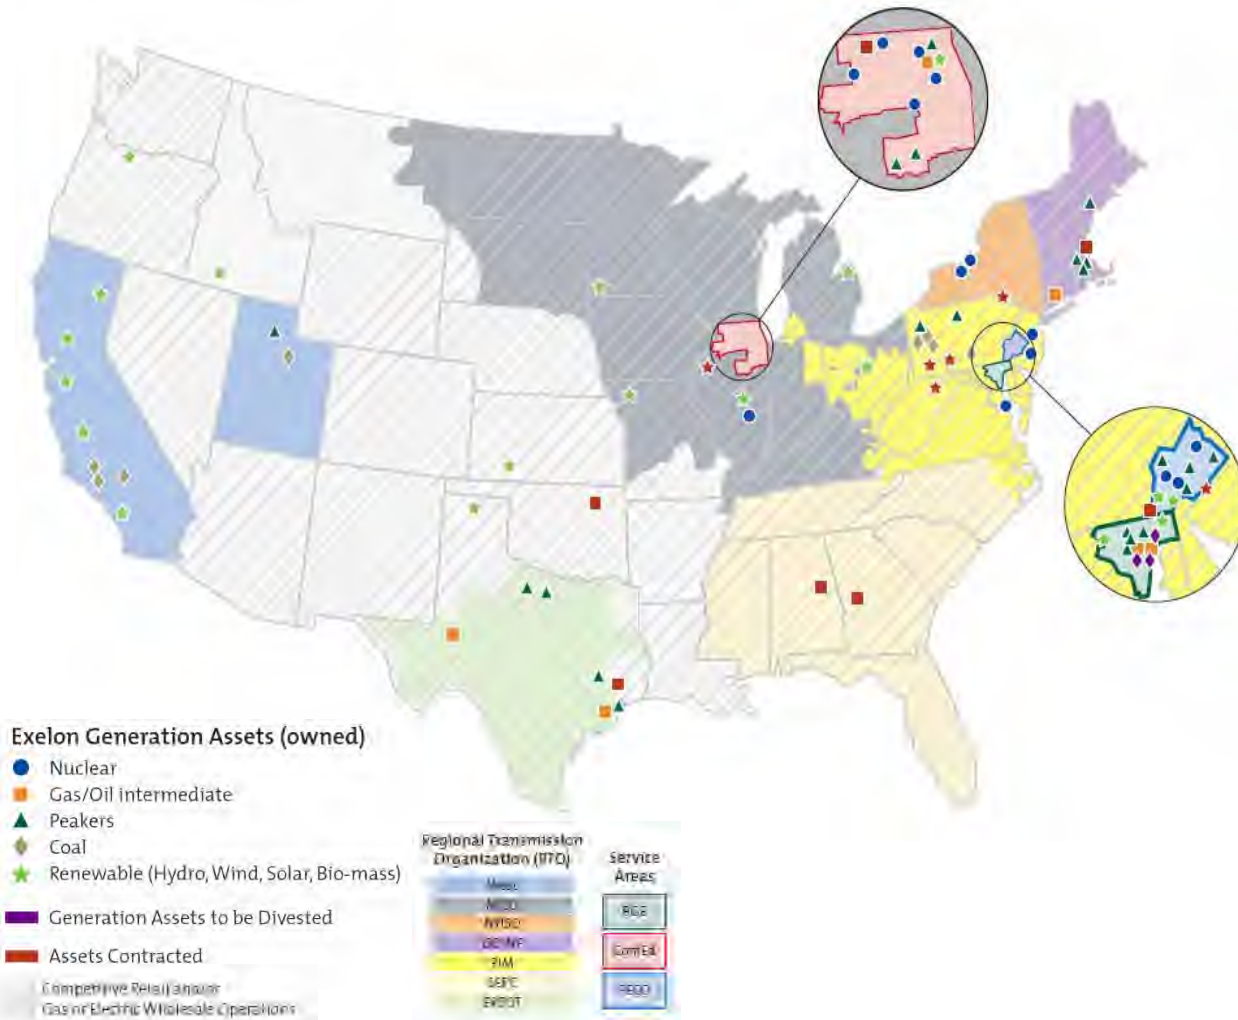 Exelon Generation Assets (owned)
Nuclear
Gas/Oil intermediate
Peakers
Coal
Renewable (Hydro, Wind, Solar, Bio-mass)
Generation Assets to be Divested
Assets Contracted
Competitive Retail and/or
Gas or Electric Wholesale Operations
Regional Transmission
Organization (RTO)
MISO
NYISO
PJM
ERCOT
Service
Areas
BGE
ComEd
PECO